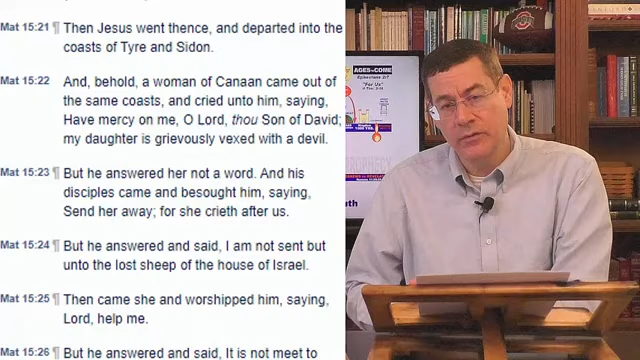 Mat 15:21 ¶ Then Jesus went thence, and departed into the
coasts of Tyre and Sidon.
Mat 15:22 And, behold, a woman of Canaan came out of
the same coasts, and cried unto him, saying,
Have mercy on me, O Lord, thou Son of David;
my daughter is grievously vexed with a devil.
Mat 15:23 ¶ But he answered her not a word. And his
disciples came and besought him, saying,
Send her away; for she crieth after us.
Mat 15:24 ¶ But he answered and said, I am not sent but
unto the lost sheep of the house of Israel.
Mat 15:25 ¶ Then came she and worshipped him, saying,
Lord, help me.
Mat 15:26 ¶ But he answered and said, It is not meet to
AGES to COME
Ephesians 2:7
"For Us"